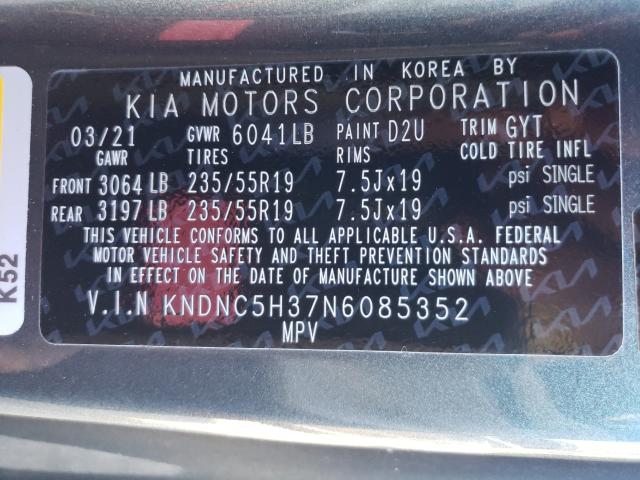 MANUFACTURED IN KOREA BY
KIA MOTORS CORPORATION
03/21 GVWR 6041LB PAINT D2U TRIM GYT
GAWR TIRES RIMS COLD TIRE INFL
FRONT 3064 LB 235/55R19 7.5Jx19 psi SINGLE
REAR 3197 LB 235/55R19 7.5Jx19 psi SINGLE
THIS VEHICLE CONFORMS TO ALL APPLICABLE U.S.A. FEDERAL
MOTOR VEHICLE SAFETY AND THEFT PREVENTION STANDARDS
IN EFFECT ON THE DATE OF MANUFACTURE SHOWN ABOVE.
V.I.N KNDNC5H37N6085352
MPV
K52